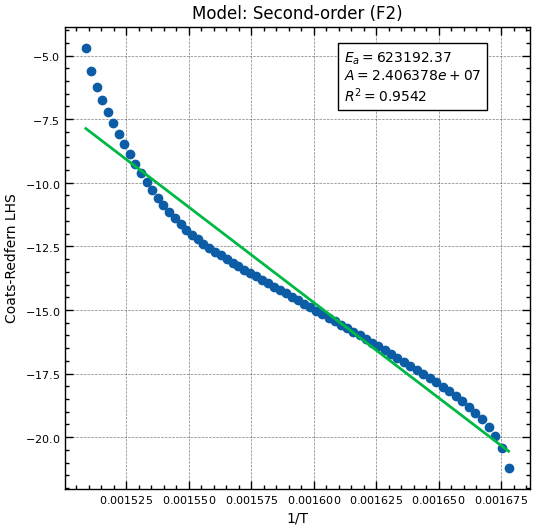 Model: Second-order (F2)
E_a = 623192.37
A = 2.406378e + 07
R^2 = 0.9542
Coats-Redfern LHS
−5.0
−7.5
−10.0
−12.5
−15.0
−17.5
−20.0
0.001525 0.001550 0.001575 0.001600 0.001625 0.001650 0.001675
1/T